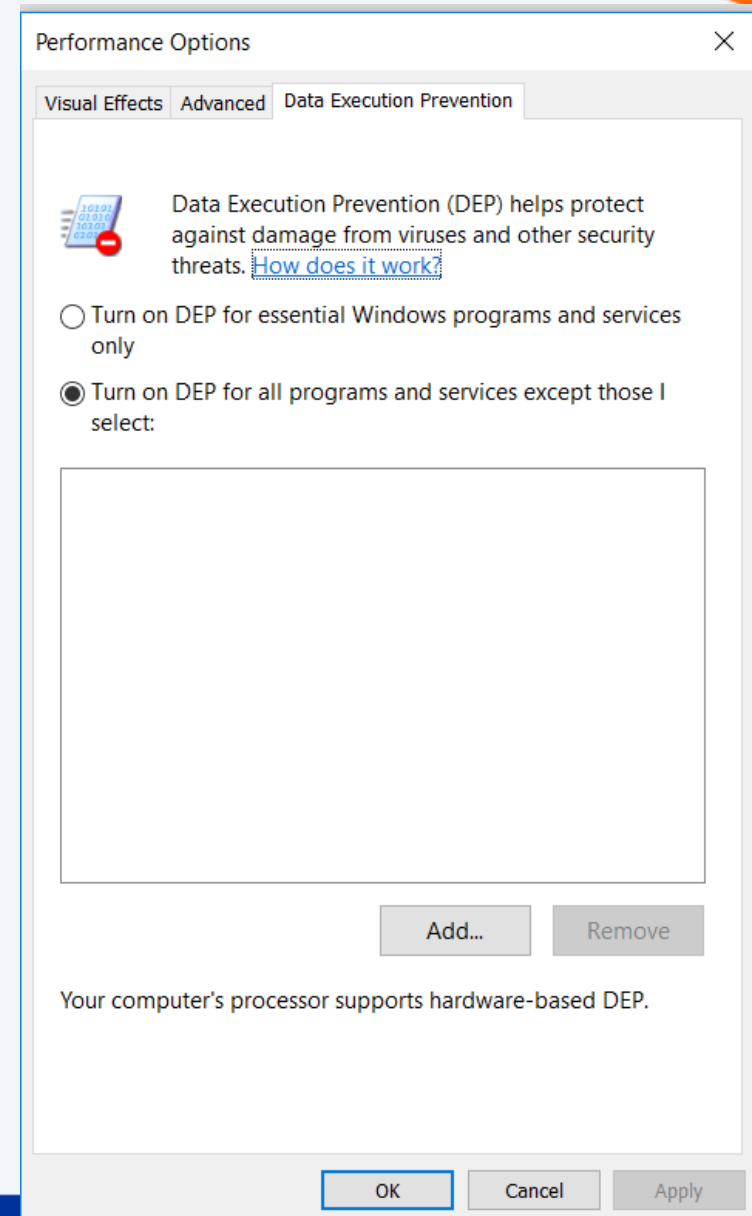 Performance Options
Visual Effects Advanced Data Execution Prevention
Data Execution Prevention (DEP) helps protect
against damage from viruses and other security
threats. How does it work?
Turn on DEP for essential Windows programs and services
only
Turn on DEP for all programs and services except those I
select:
Add... Remove
Your computer's processor supports hardware-based DEP.
OK Cancel Apply